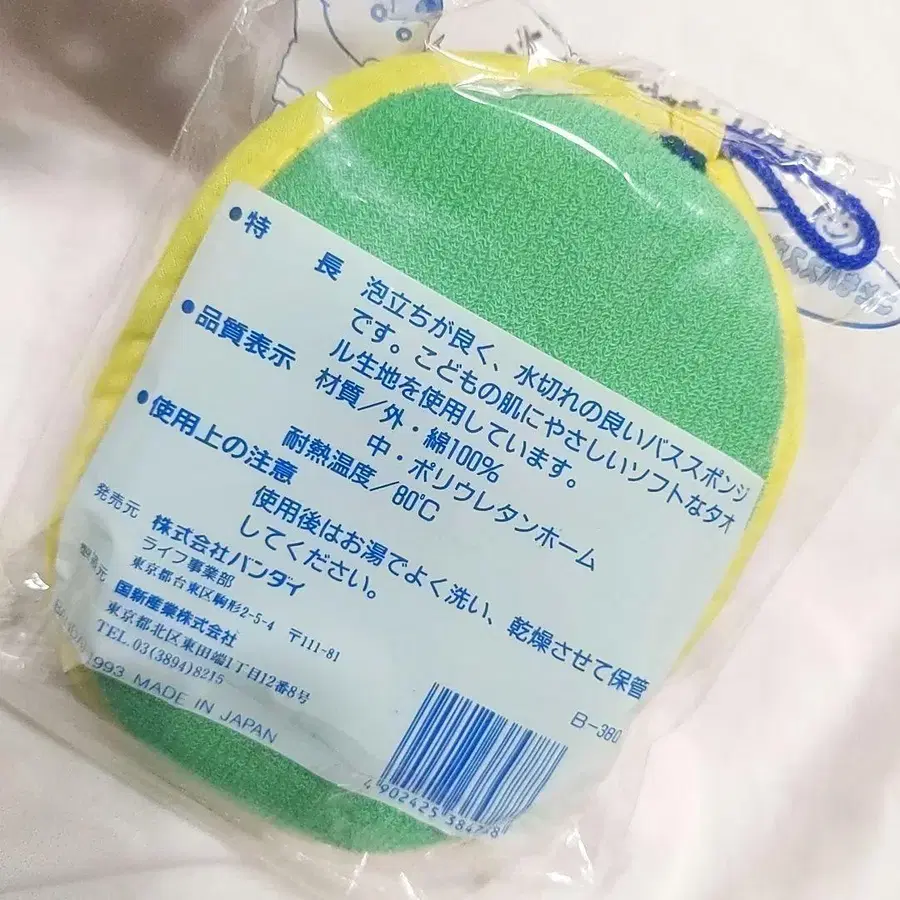 ●特長 泡立ちが良く、水切れの良いバススポンジ
です。こどもの肌にやさしいソフトなタオ
ル生地を使用しています。
●品質表示 材質／外・綿100%
中・ポリウレタンホーム
耐熱温度／80℃
●使用上の注意
使用後はお湯でよく洗い、乾燥させて保管
してください。
発売元 株式会社バンダイ
ライフ事業部
東京都台東区駒形2-5-4 〒111-81
国新産業株式会社
東京都北区東田端1丁目12番8号
TEL.03(3894)8215
1993 MADE IN JAPAN
B-380
4 902425 384788